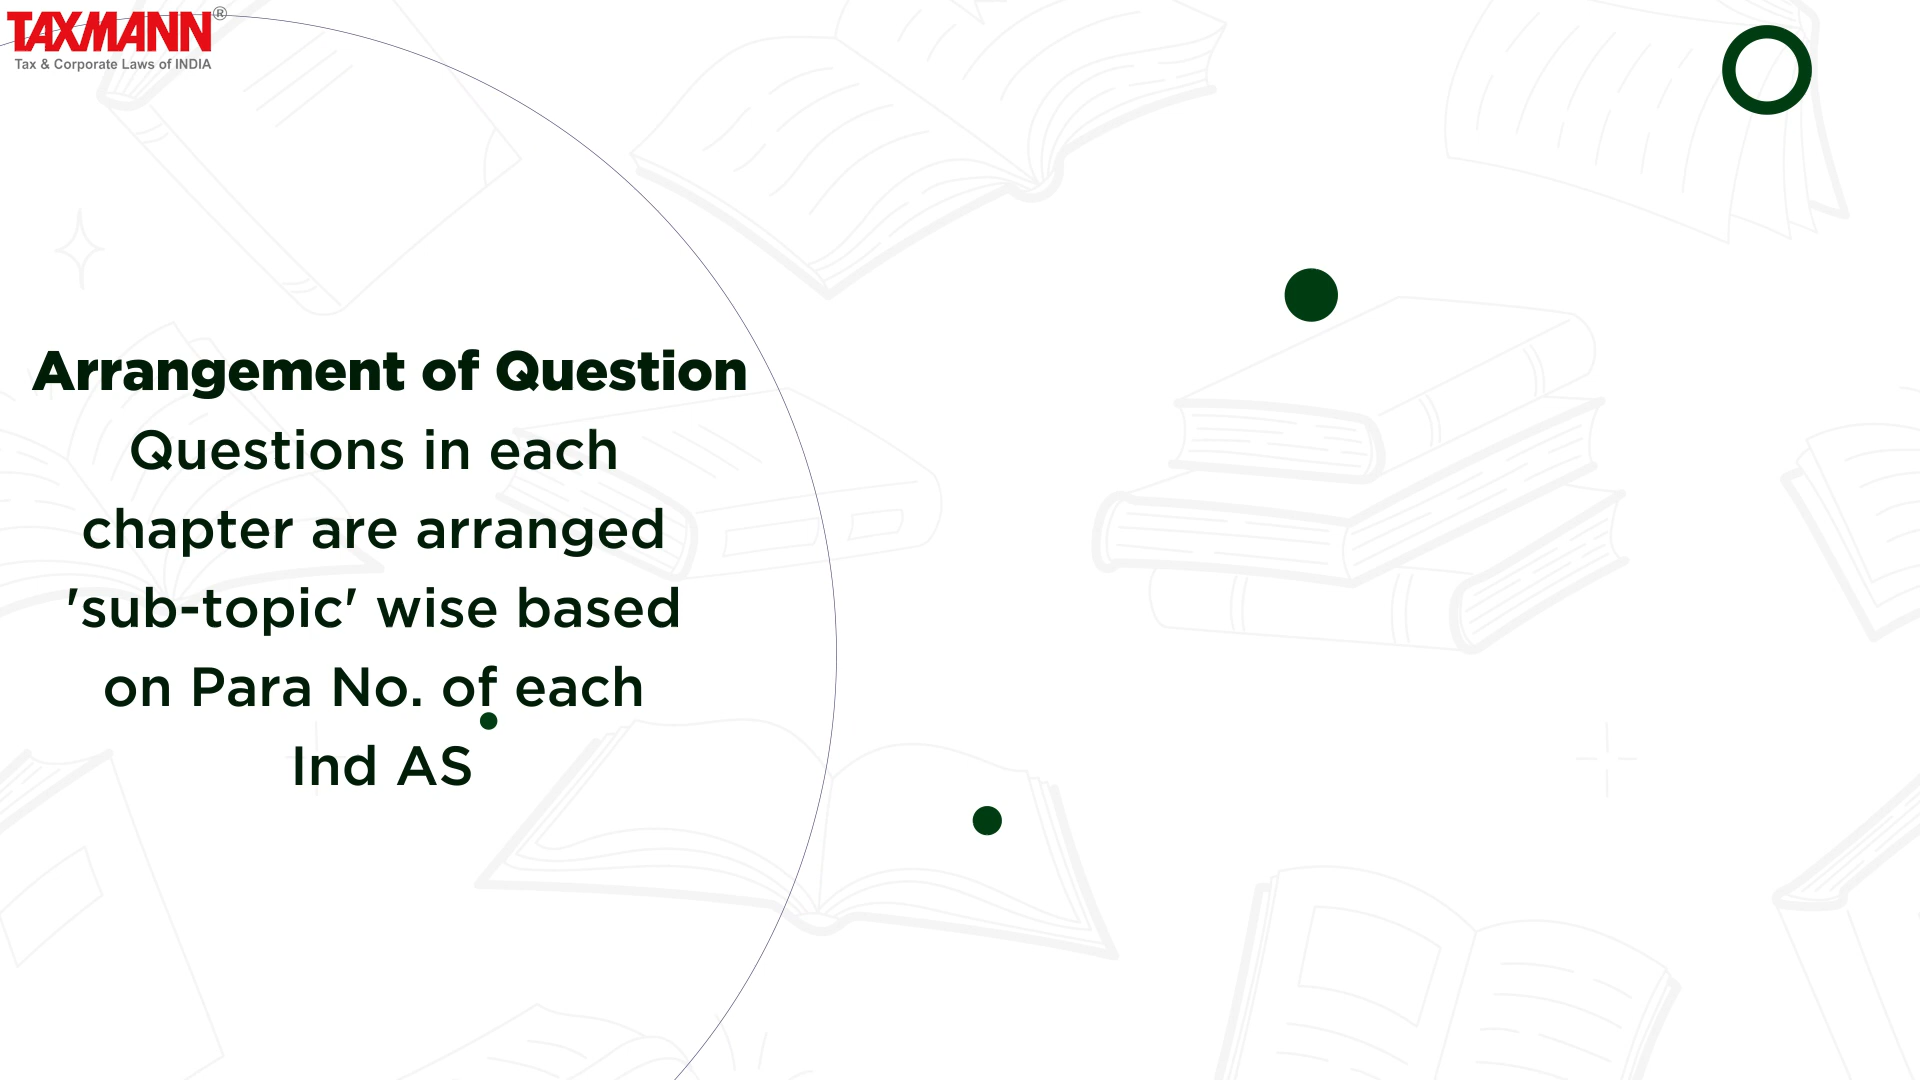 TAXMANN®
Tax & Corporate Laws of INDIA
Arrangement of Question
Questions in each
chapter are arranged
'sub-topic' wise based
on Para No. of each
Ind AS